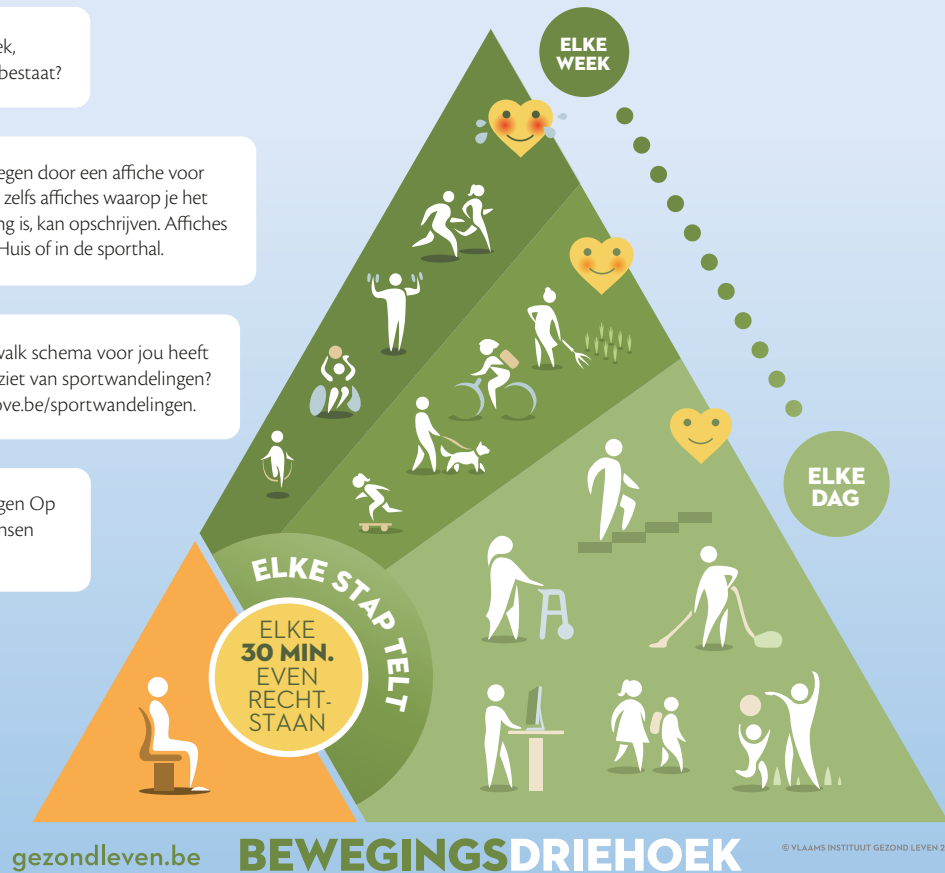 ek,
bestaat?
egen door een affiche voor
zelfs affiches waarop je het
ng is, kan opschrijven. Affiches
Huis of in de sporthal.
walk schema voor jou heeft
ziet van sportwandelingen?
ove.be/sportwandelingen.
gen Op
nsen
ELKE
WEEK
ELKE
DAG
ELKE STAP TELT
ELKE
30 MIN.
EVEN
RECHT-
STAAN
gezondleven.be
BEWEGINGSDRIEHOEK
© VLAAMS INSTITUUT GEZOND LEVEN 2